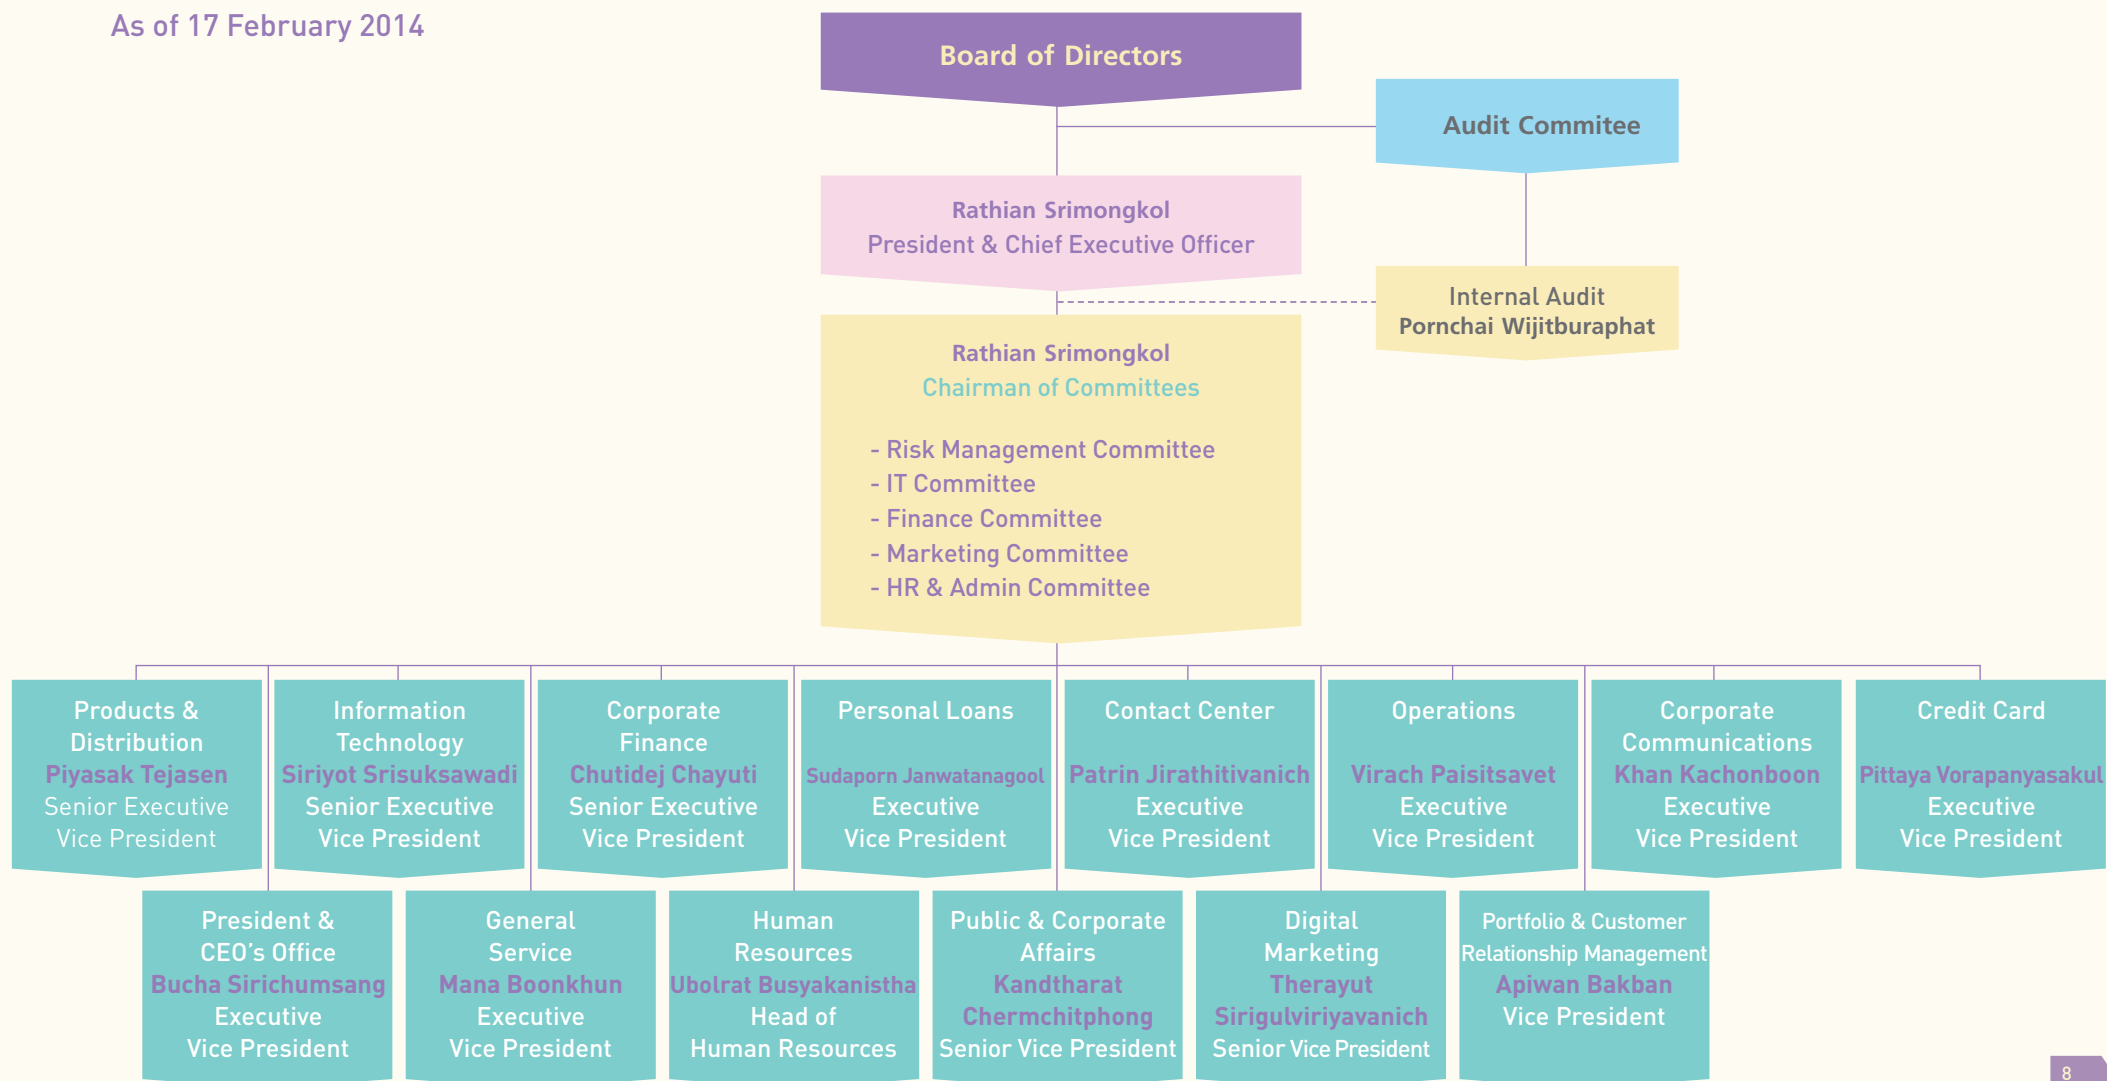 As of 17 February 2014
Board of Directors
Audit Commitee
Rathian Srimongkol
President & Chief Executive Officer
Internal Audit
Pornchai Wijitburaphat
Rathian Srimongkol
Chairman of Committees
- Risk Management Committee
- IT Committee
- Finance Committee
- Marketing Committee
- HR & Admin Committee
Products &
Distribution
Piyasak Tejasen
Senior Executive
Vice President
Information
Technology
Siriyot Srisuksawadi
Senior Executive
Vice President
Corporate
Finance
Chutidej Chayuti
Senior Executive
Vice President
Personal Loans
Sudaporn Janwatanagool
Executive
Vice President
Contact Center
Patrin Jirathitivanich
Executive
Vice President
Operations
Virach Paisitsavet
Executive
Vice President
Corporate
Communications
Khan Kachonboon
Executive
Vice President
Credit Card
Pittaya Vorapanyasakul
Executive
Vice President
President &
CEO’s Office
Bucha Sirichumsang
Executive
Vice President
General
Service
Mana Boonkhun
Executive
Vice President
Human
Resources
Ubolrat Busyakanistha
Head of
Human Resources
Public & Corporate
Affairs
Kandtharat
Chermchitphong
Senior Vice President
Digital
Marketing
Therayut
Sirigulviriyavanich
Senior Vice President
Portfolio & Customer
Relationship Management
Apiwan Bakban
Vice President
8